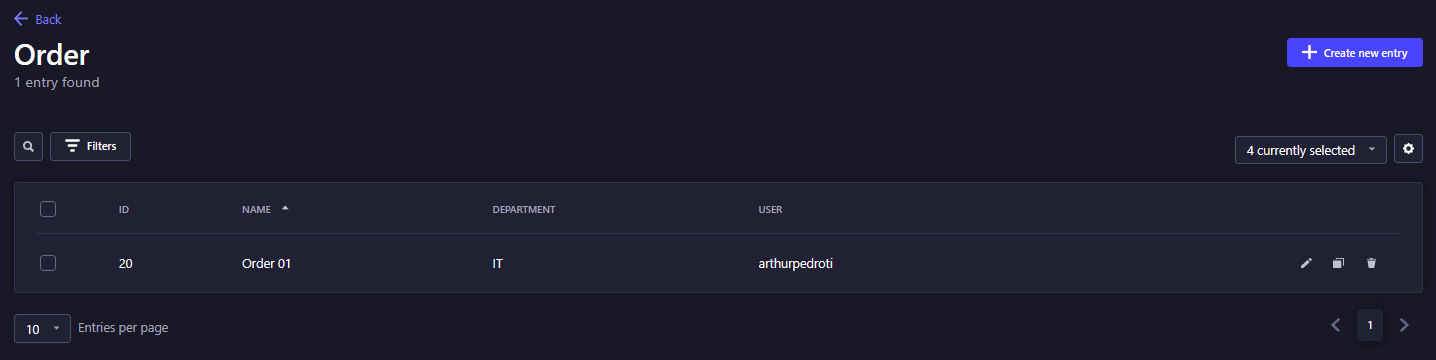 Back
Order
1 entry found
Create new entry
Filters
4 currently selected
ID NAME DEPARTMENT USER
20 Order 01 IT arthurpedroti
10 Entries per page
1